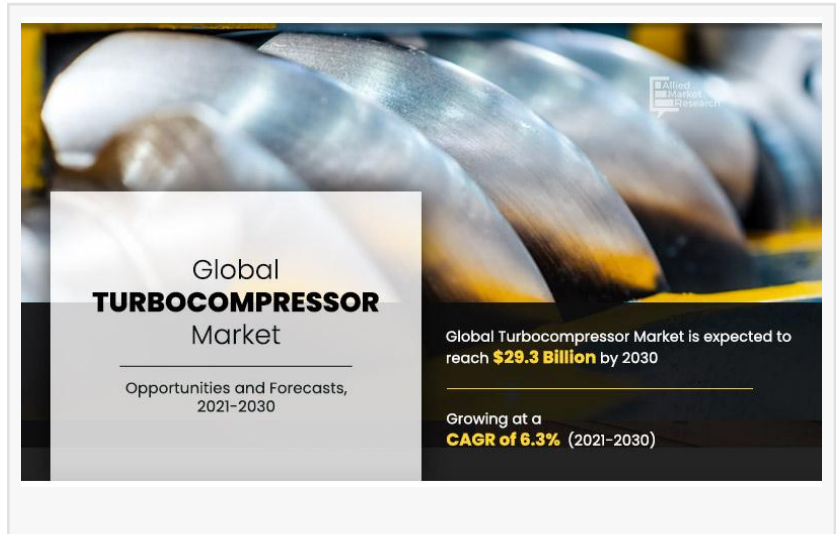 Allied
Market
Research
Global
TURBOCOMPRESSOR
Market
Opportunities and Forecasts,
2021-2030
Global Turbocompressor Market is expected to
reach $29.3 Billion by 2030
Growing at a
CAGR of 6.3% (2021-2030)